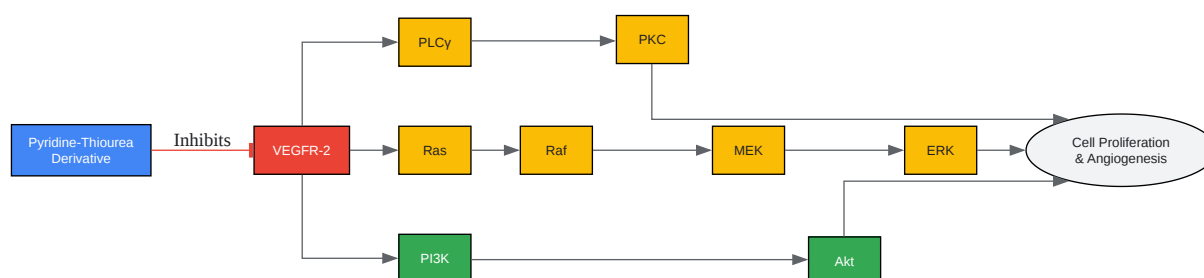 PLCγ
PKC
Pyridine-Thiourea
Derivative
Inhibits
VEGFR-2
Ras
Raf
MEK
ERK
Cell Proliferation
& Angiogenesis
PI3K
Akt